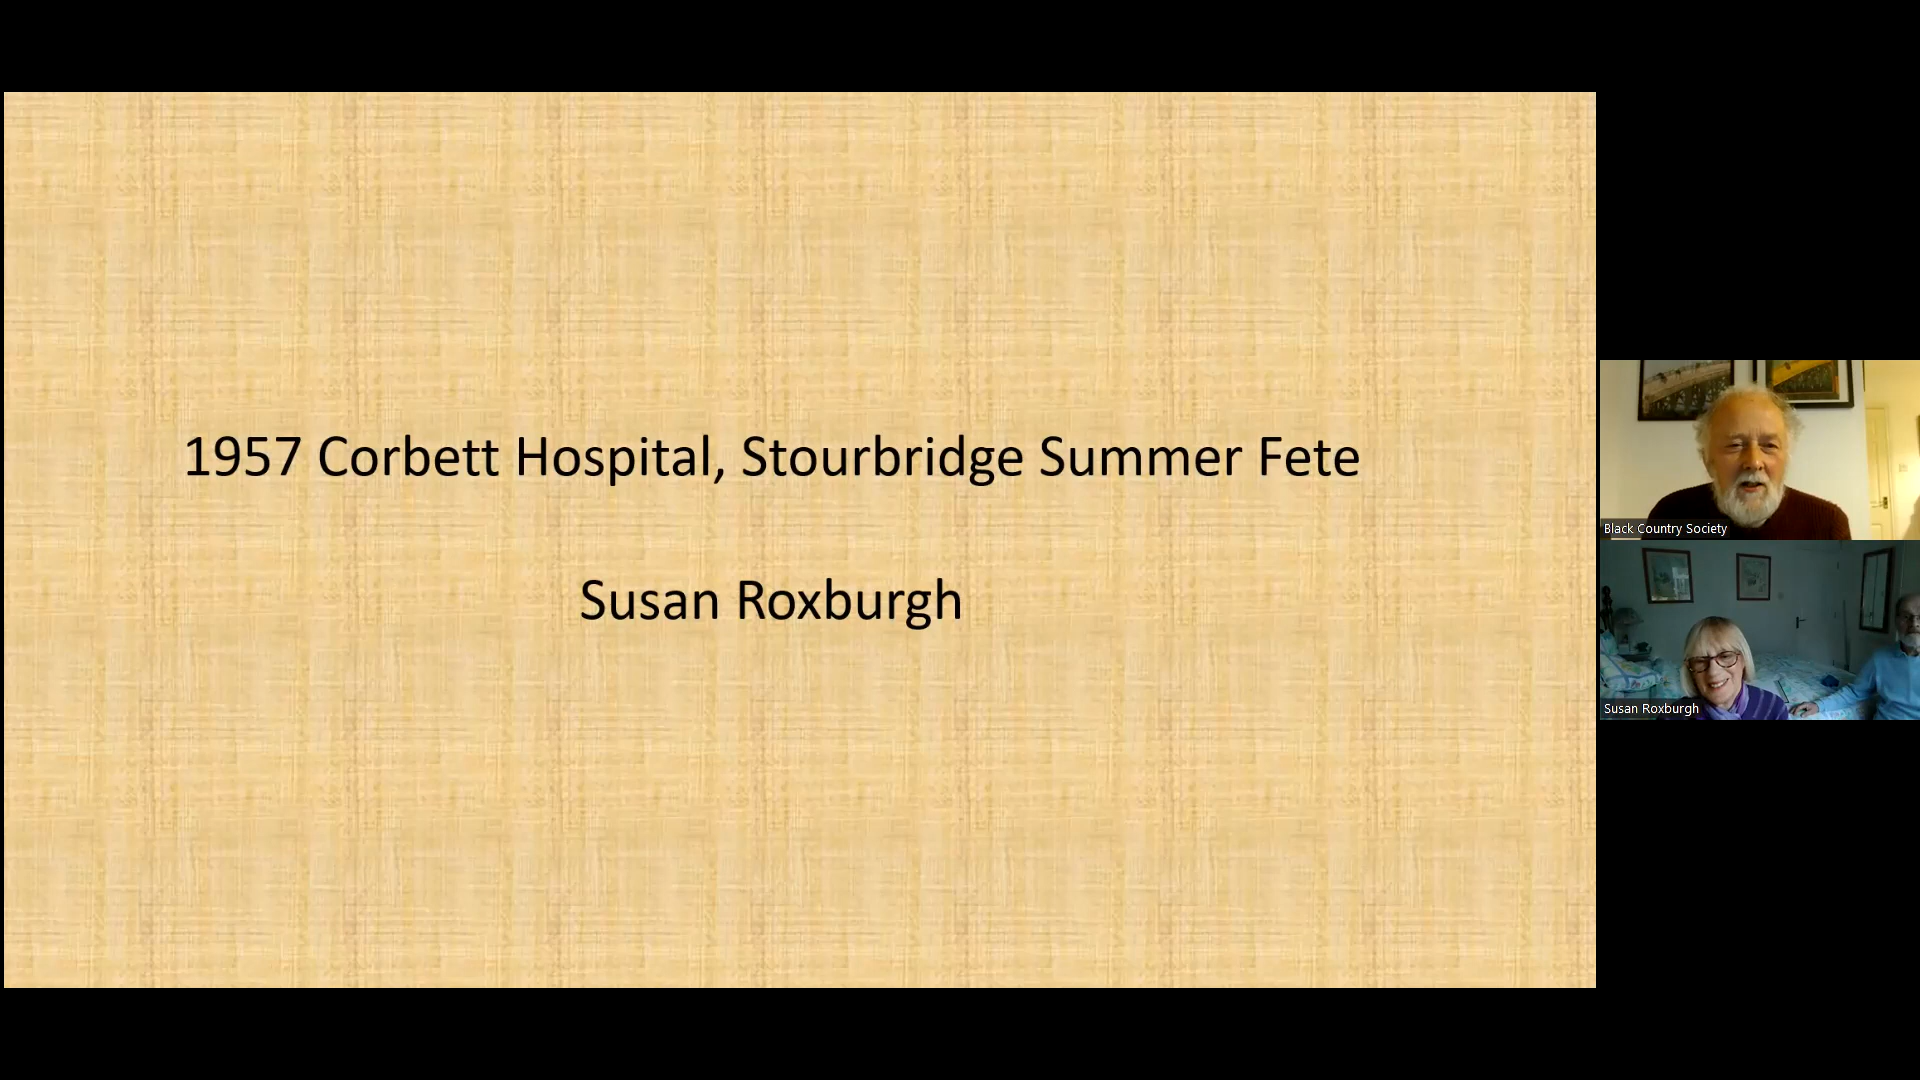 1957 Corbett Hospital, Stourbridge Summer Fete
Susan Roxburgh
Black Country Society
Susan Roxburgh